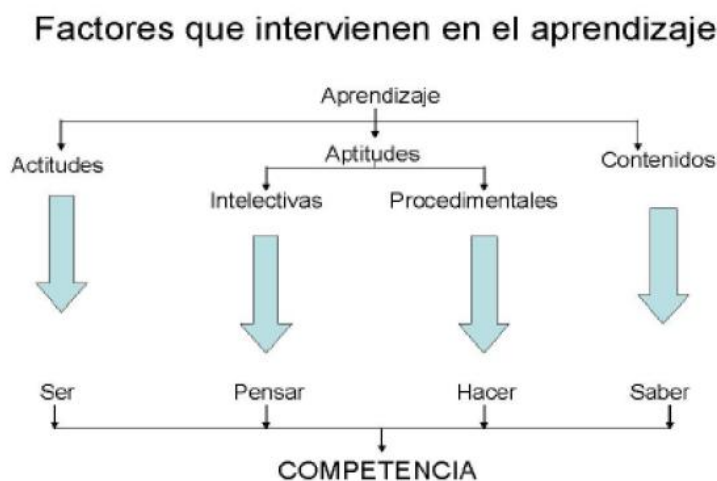 Factores que intervienen en el aprendizaje
Aprendizaje
Actitudes
Aptitudes
Contenidos
Intelectivas
Procedimentales
Ser
Pensar
Hacer
Saber
COMPETENCIA